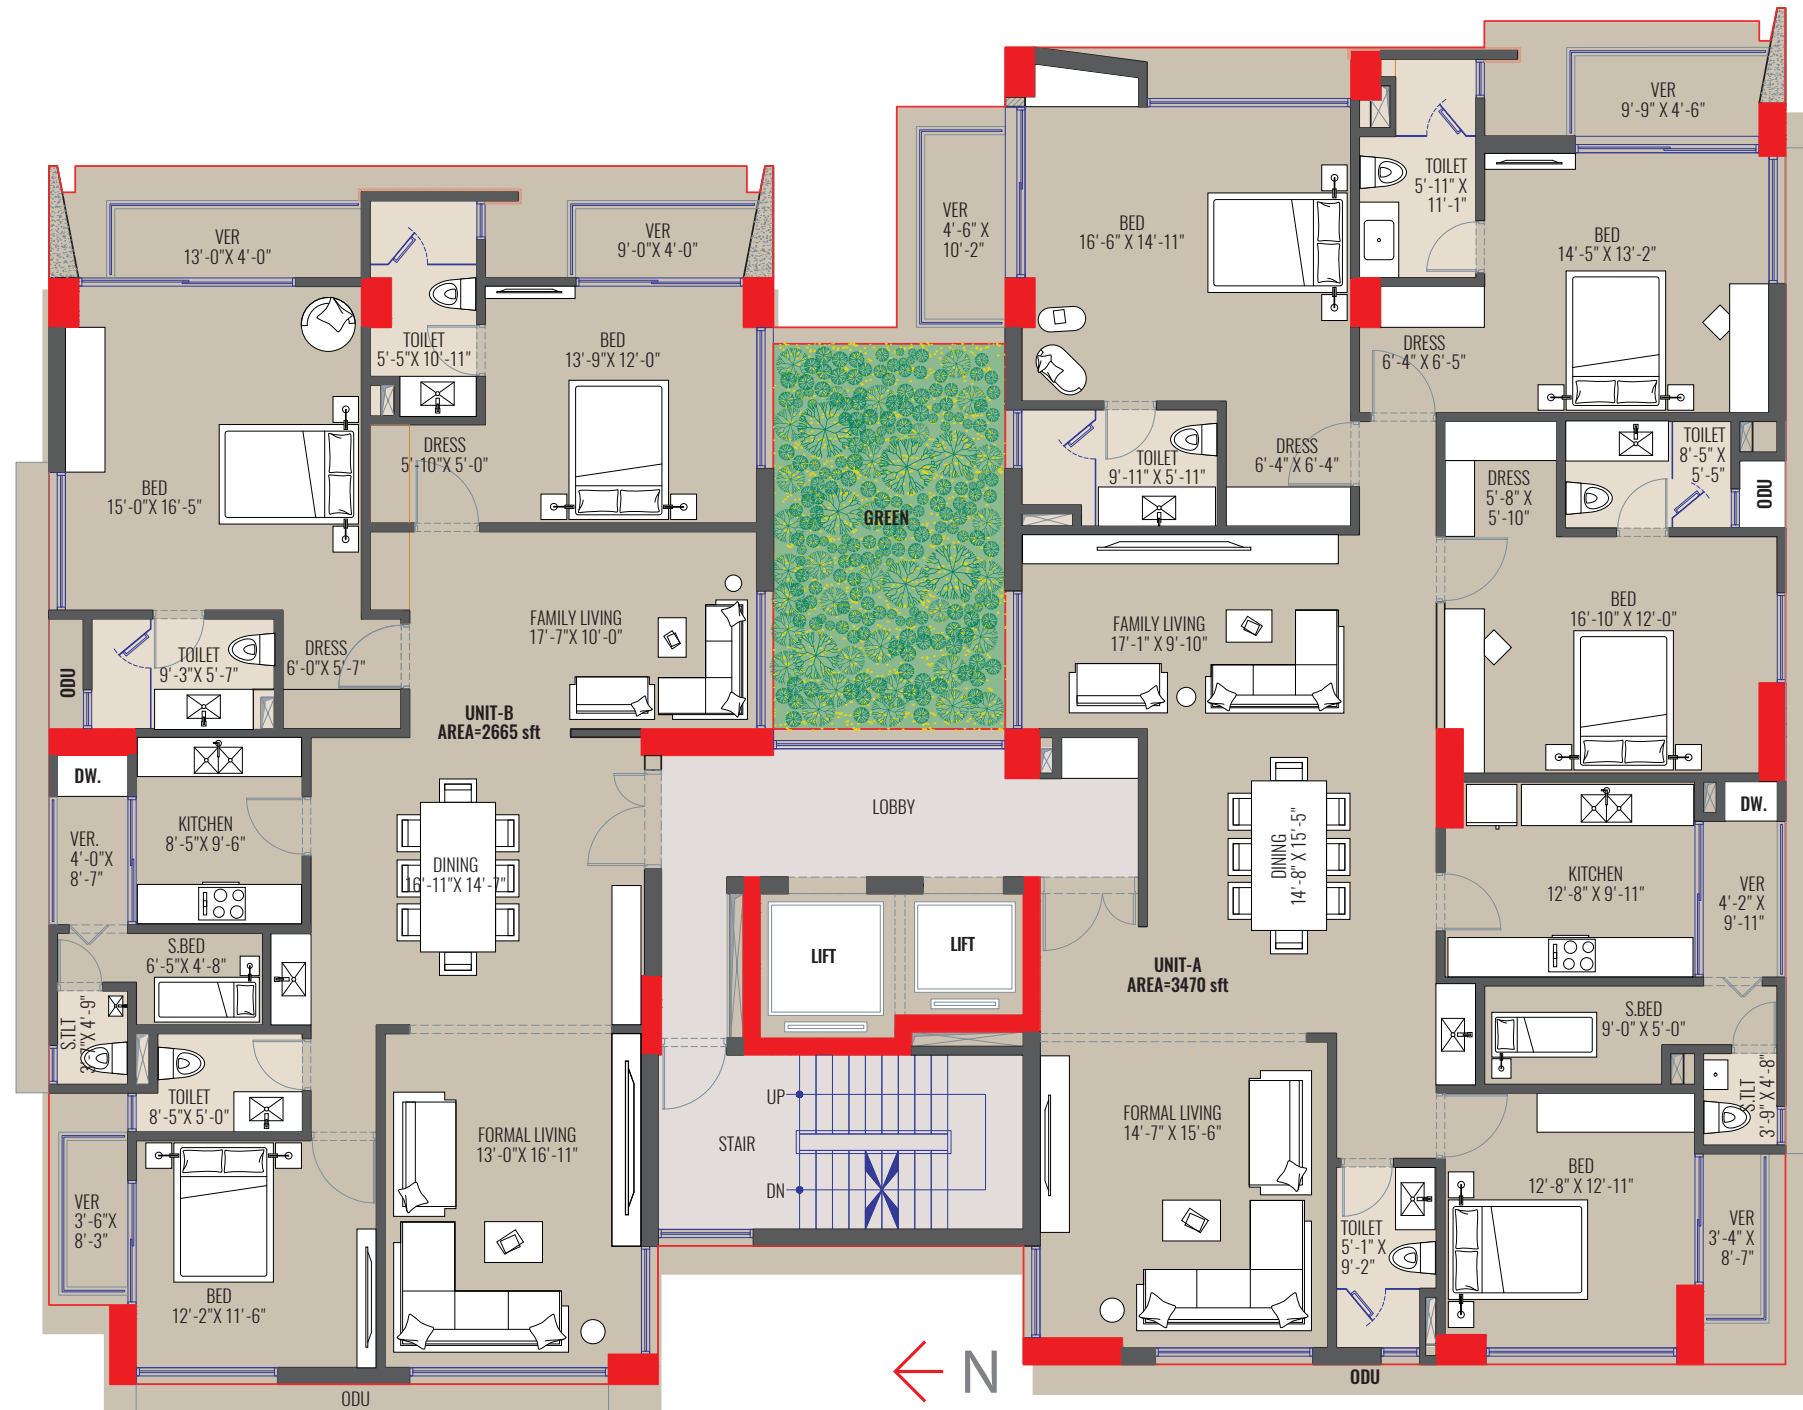 VER
9'-9" X 4'-6"
VER
13'-0"X 4'-0"
VER
9'-0"X 4'-0"
VER
4'-6" X
10'-2"
BED
16'-6" X 14'-11"
TOILET
5'-11" X
11'-1"
BED
14'-5" X 13'-2"
TOILET
5'-5"X 10'-11"
BED
13'-9"X 12'-0"
DRESS
6'-4" X 6'-5"
DRESS
5'-10"X 5'-0"
BED
15'-0"X 16'-5"
GREEN
TOILET
9'-11" X 5'-11"
DRESS
6'-4" X 6'-4"
DRESS
5'-8" X
5'-10"
TOILET
8'-5" X
5'-5"
ODU
FAMILY LIVING
17'-7"X 10'-0"
FAMILY LIVING
17'-1" X 9'-10"
BED
16'-10" X 12'-0"
ODU
TOILET
9'-3"X 5'-7"
DRESS
6'-0"X 5'-7"
UNIT-B
AREA=2665 sft
DW.
KITCHEN
8'-5"X 9'-6"
VER.
4'-0"X
8'-7"
DINING
16'-11"X 14'-7"
LOBBY
DINING
14'-8" X 15'-5"
DW.
KITCHEN
12'-8" X 9'-11"
VER
4'-2" X
9'-11"
S.BED
6'-5"X 4'-8"
LIFT
LIFT
UNIT-A
AREA=3470 sft
S.TLT
X 4'-9"
S.BED
9'-0" X 5'-0"
TOILET
8'-5"X 5'-0"
UP
STAIR
DN
FORMAL LIVING
13'-0"X 16'-11"
FORMAL LIVING
14'-7" X 15'-6"
S.TLT
3'-9" X 4'-8"
VER
3'-6"X
8'-3"
BED
12'-2"X 11'-6"
TOILET
5'-1" X
9'-2"
BED
12'-8" X 12'-11"
VER
3'-4" X
8'-7"
N
ODU
ODU